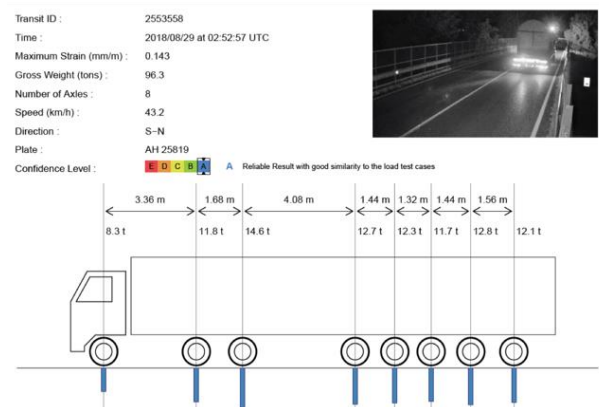 Transit ID : 2553558
Time : 2018/08/29 at 02:52:57 UTC
Maximum Strain (mm/m) : 0.143
Gross Weight (tons) : 96.3
Number of Axles : 8
Speed (km/h) : 43.2
Direction : S-N
Plate : AH 25819
Confidence Level : E D C B A A Reliable Result with good similarity to the load test cases
3.36 m 1.68 m 4.08 m 1.44 m 1.32 m 1.44 m 1.56 m
8.3 t 11.8 t 14.6 t 12.7 t 12.3 t 11.7 t 12.8 t 12.1 t